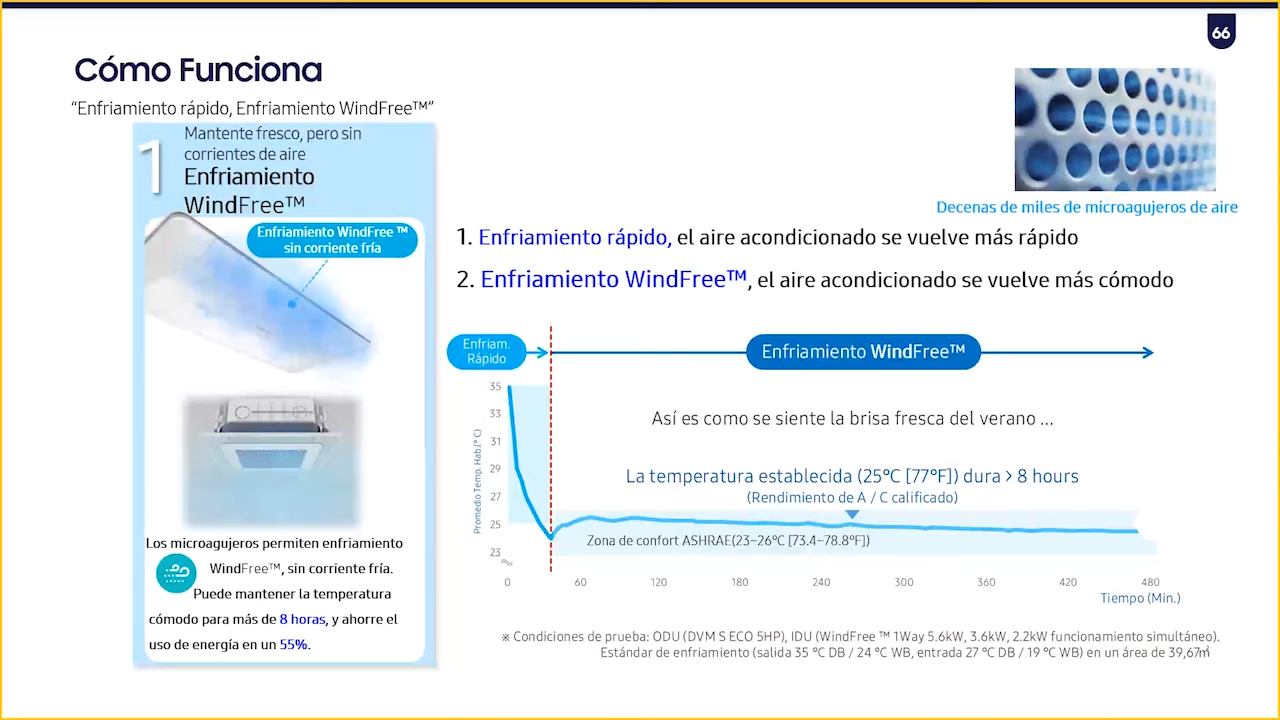 66
Cómo Funciona
“Enfriamiento rápido, Enfriamiento WindFree™”
1
Mantente fresco, pero sin
corrientes de aire
Enfriamiento
WindFree™
Enfriamiento WindFree ™
sin corriente fría
Los microagujeros permiten enfriamiento
WindFree™, sin corriente fría.
Puede mantener la temperatura
cómodo para más de 8 horas, y ahorre el
uso de energía en un 55%.
Decenas de miles de microagujeros de aire
1. Enfriamiento rápido, el aire acondicionado se vuelve más rápido
2. Enfriamiento WindFree™, el aire acondicionado se vuelve más cómodo
Enfriam.
Rápido
Enfriamiento WindFree™
Promedio Temp. Hab.(° C)
35
33
31
29
27
25
23
Así es como se siente la brisa fresca del verano ...
La temperatura establecida (25°C [77°F]) dura > 8 hours
(Rendimiento de A / C calificado)
Zona de confort ASHRAE(23~26°C [73.4~78.8°F])
0 60 120 180 240 300 360 420 480
Tiempo (Min.)
※ Condiciones de prueba: ODU (DVM S ECO 5HP), IDU (WindFree ™ 1Way 5.6kW, 3.6kW, 2.2kW funcionamiento simultáneo).
Estándar de enfriamiento (salida 35 °C DB / 24 °C WB, entrada 27 °C DB / 19 °C WB) en un área de 39,67㎡